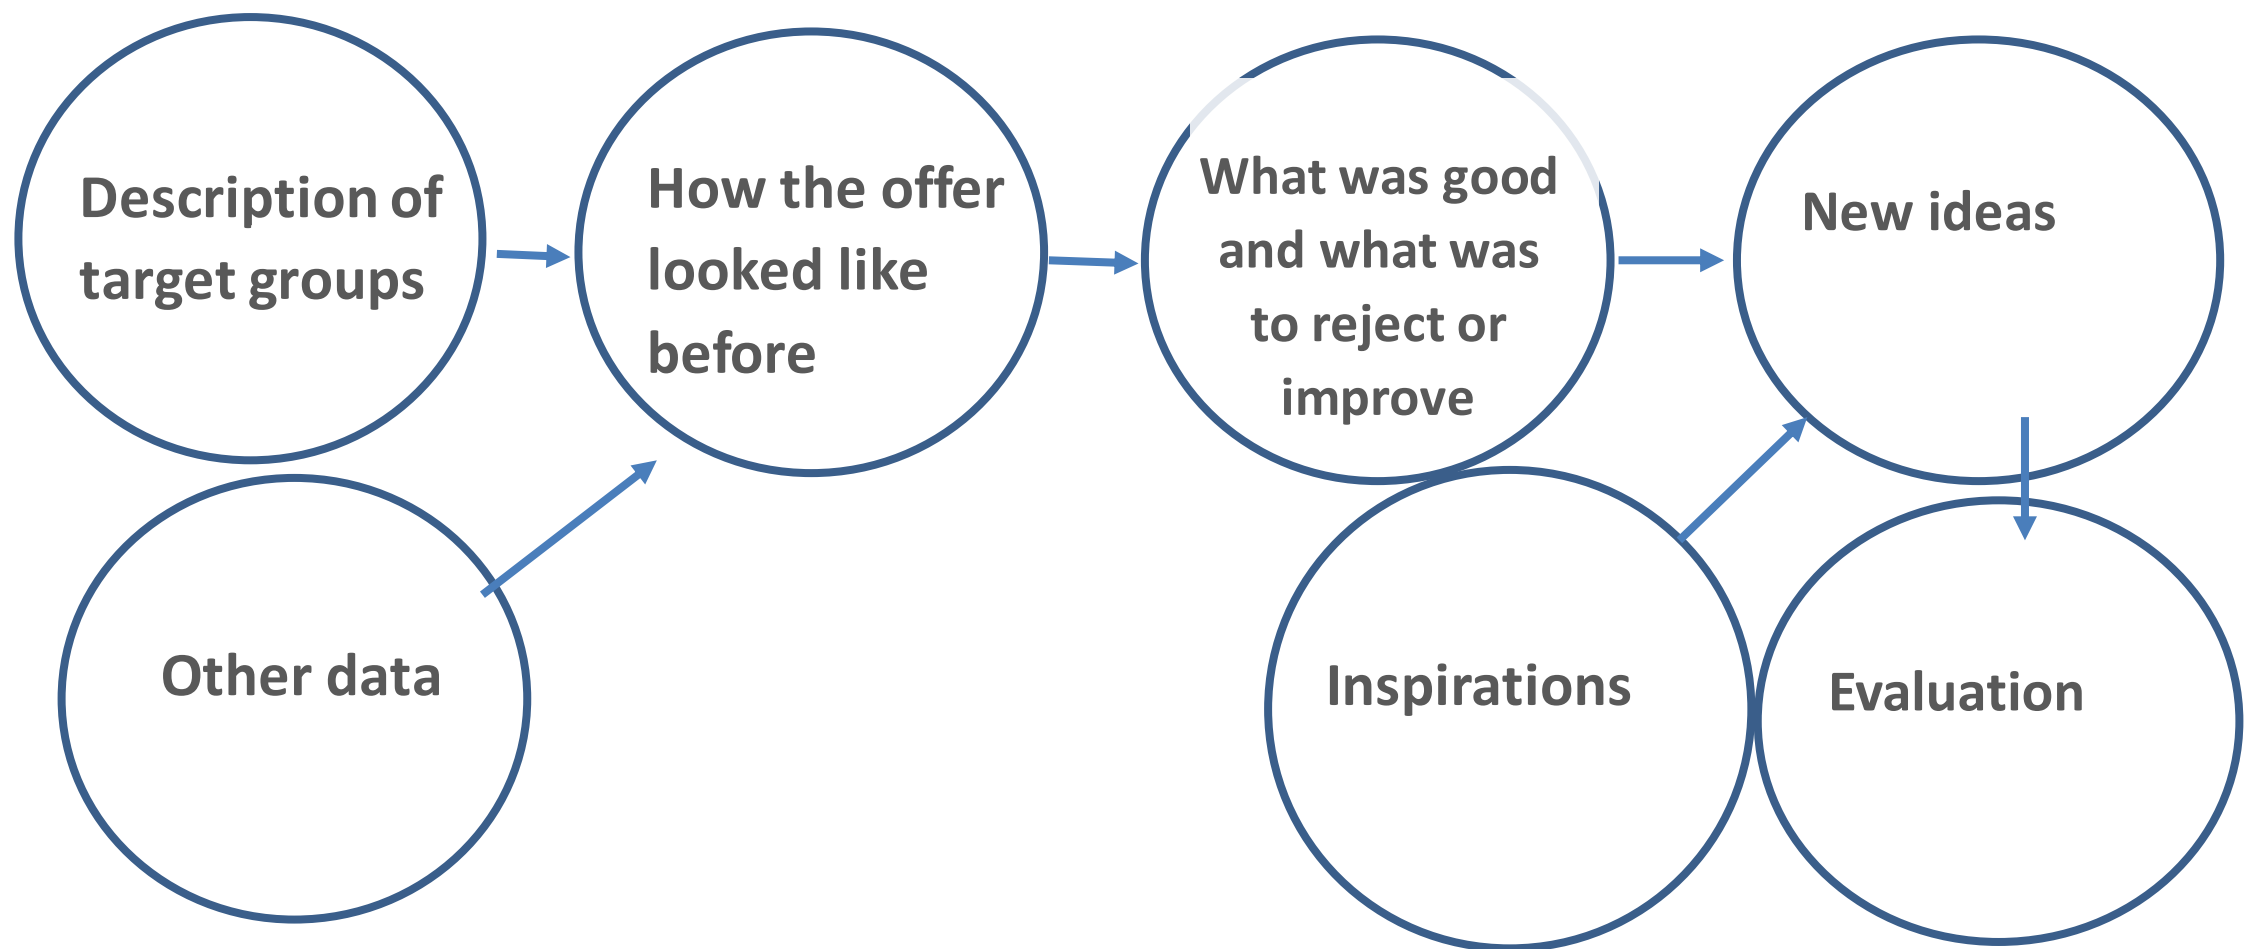 Description of
target groups
How the offer
looked like
before
What was good
and what was
to reject or
improve
New ideas
Other data
Inspirations
Evaluation